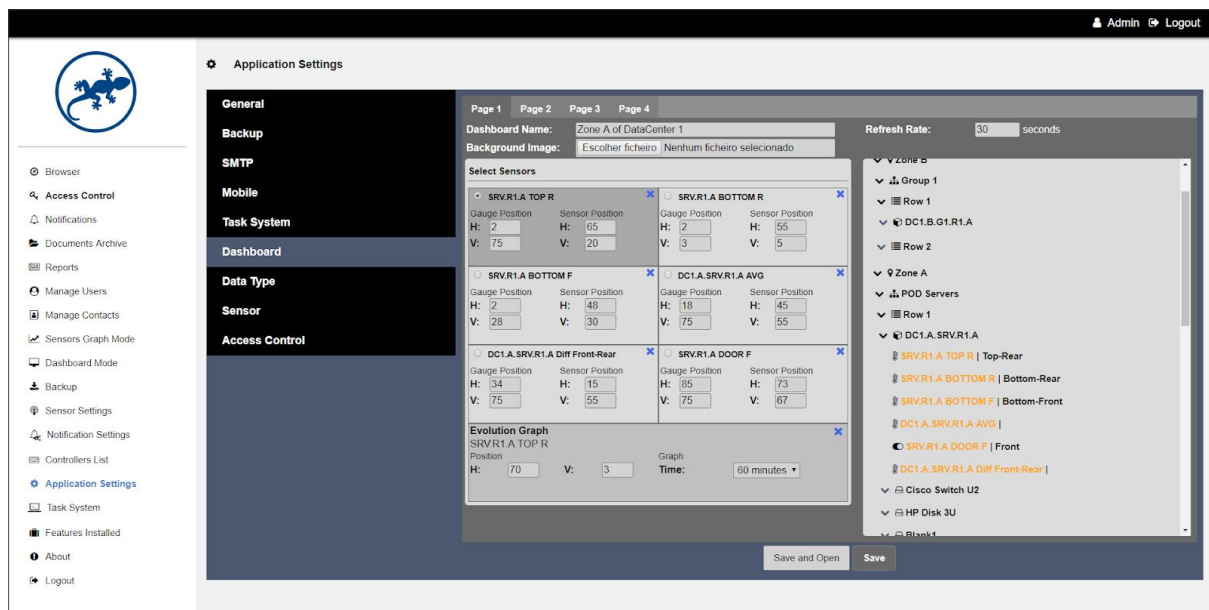 Admin Logout
Application Settings
Browser
Access Control
Notifications
Documents Archive
Reports
Manage Users
Manage Contacts
Sensors Graph Mode
Dashboard Mode
Backup
Sensor Settings
Notification Settings
Controllers List
Application Settings
Task System
Features Installed
About
Logout
General
Backup
SMTP
Mobile
Task System
Dashboard
Data Type
Sensor
Access Control
Page 1 Page 2 Page 3 Page 4
Dashboard Name: Zone A of DataCenter 1 Refresh Rate: 30 seconds
Background Image: Escolher ficheiro Nenhum ficheiro selecionado
Select Sensors
SRV.R1.A TOP R
Gauge Position Sensor Position
H: 2 H: 65
V: 75 V: 20
SRV.R1.A BOTTOM R
Gauge Position Sensor Position
H: 2 H: 55
V: 3 V: 5
SRV.R1.A BOTTOM F
Gauge Position Sensor Position
H: 2 H: 48
V: 28 V: 30
DC1.A.SRV.R1.A AVG
Gauge Position Sensor Position
H: 18 H: 45
V: 75 V: 55
DC1.A.SRV.R1.A Diff Front-Rear
Gauge Position Sensor Position
H: 34 H: 15
V: 75 V: 55
SRV.R1.A DOOR F
Gauge Position Sensor Position
H: 85 H: 73
V: 75 V: 67
Evolution Graph
SRV.R1.A TOP R
Position Graph
H: 70 V: 3 Time: 60 minutes
Zone B
Group 1
Row 1
DC1.B.G1.R1.A
Row 2
Zone A
POD Servers
Row 1
DC1.A.SRV.R1.A
SRV.R1.A TOP R | Top-Rear
SRV.R1.A BOTTOM R | Bottom-Rear
SRV.R1.A BOTTOM F | Bottom-Front
DC1.A.SRV.R1.A AVG |
SRV.R1.A DOOR F | Front
DC1.A.SRV.R1.A Diff Front-Rear |
Cisco Switch U2
HP Disk 3U
Blank1
Save and Open Save